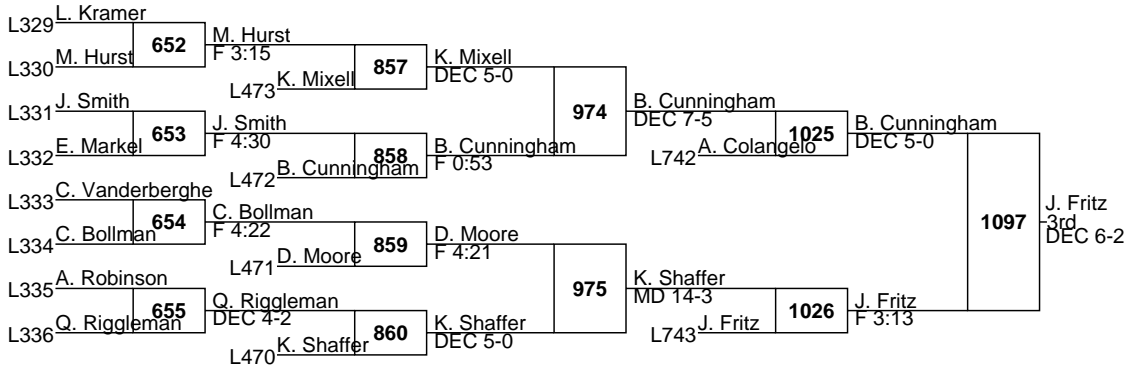 L329 L. Kramer
L330 M. Hurst
652
M. Hurst
F 3:15
L473 K. Mixell
857
K. Mixell
DEC 5-0
L331 J. Smith
L332 E. Markel
653
J. Smith
F 4:30
L472 B. Cunningham
858
B. Cunningham
F 0:53
974
B. Cunningham
DEC 7-5
L742 A. Colangelo
1025
B. Cunningham
DEC 5-0
L333 C. Vanderberghe
L334 C. Bollman
654
C. Bollman
F 4:22
L471 D. Moore
859
D. Moore
F 4:21
L335 A. Robinson
L336 Q. Riggleman
655
Q. Riggleman
DEC 4-2
L470 K. Shaffer
860
K. Shaffer
DEC 5-0
975
K. Shaffer
MD 14-3
L743 J. Fritz
1026
J. Fritz
F 3:13
1097
J. Fritz
3rd
DEC 6-2